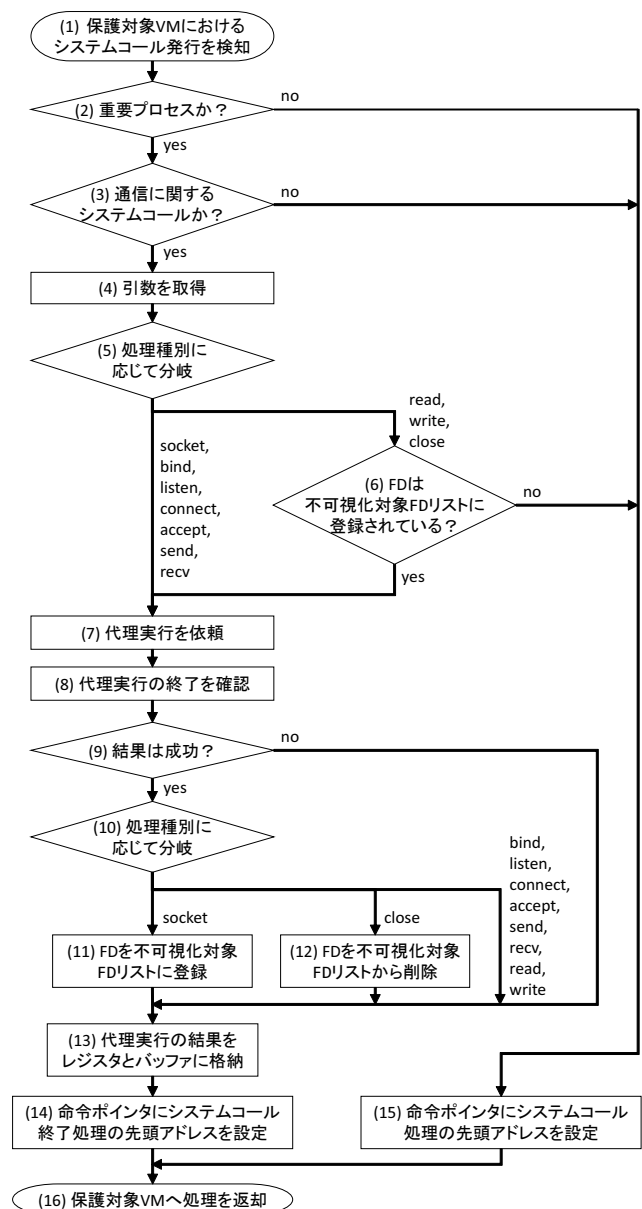 (1) 保護対象VMにおける
システムコール発行を検知
(2) 重要プロセスか？
no
yes
(3) 通信に関する
システムコールか？
no
yes
(4) 引数を取得
(5) 処理種別に
応じて分岐
read,
write,
close
socket,
bind,
listen,
connect,
accept,
send,
recv
(6) FDは
不可視化対象FDリストに
登録されている？
no
yes
(7) 代理実行を依頼
(8) 代理実行の終了を確認
(9) 結果は成功？
no
yes
(10) 処理種別に
応じて分岐
bind,
listen,
connect,
accept,
send,
recv,
read,
write
socket
close
(11) FDを不可視化対象
FDリストに登録
(12) FDを不可視化対象
FDリストから削除
(13) 代理実行の結果を
レジスタとバッファに格納
(14) 命令ポインタにシステムコール
終了処理の先頭アドレスを設定
(15) 命令ポインタにシステムコール
処理の先頭アドレスを設定
(16) 保護対象VMへ処理を返却